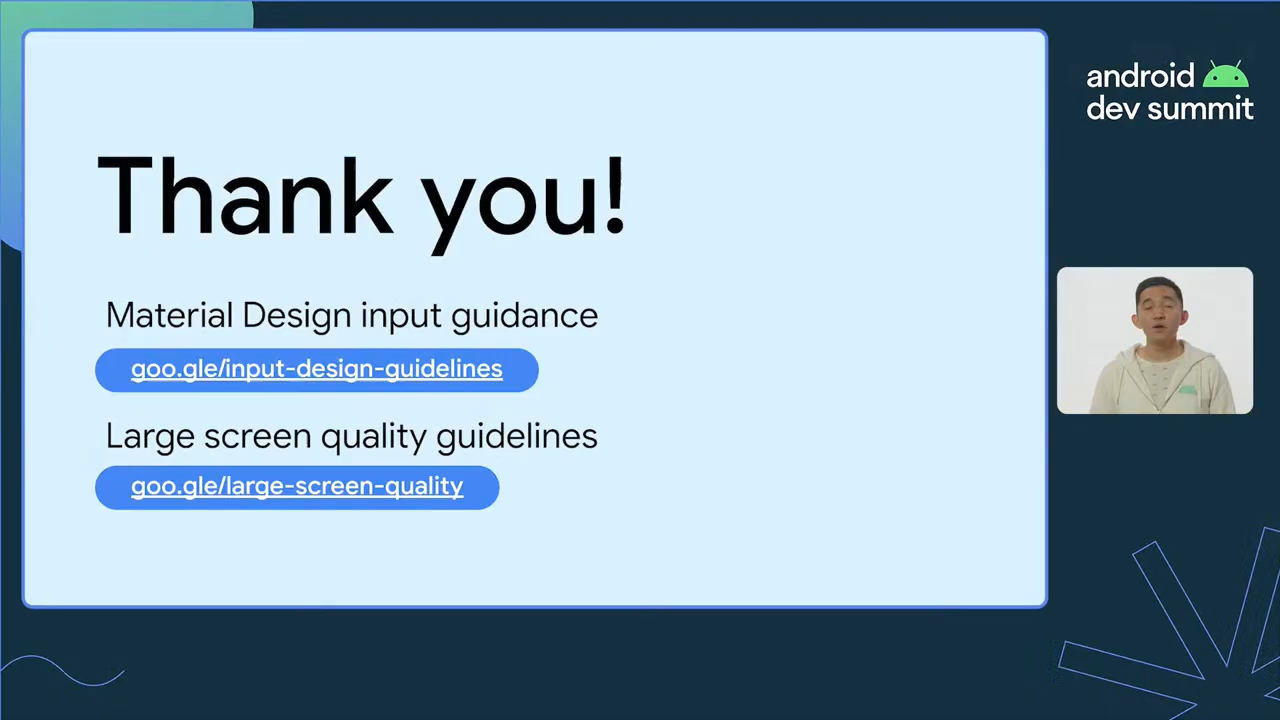 Thank you!
Material Design input guidance
goo.gle/input-design-guidelines
Large screen quality guidelines
goo.gle/large-screen-quality
android
dev summit